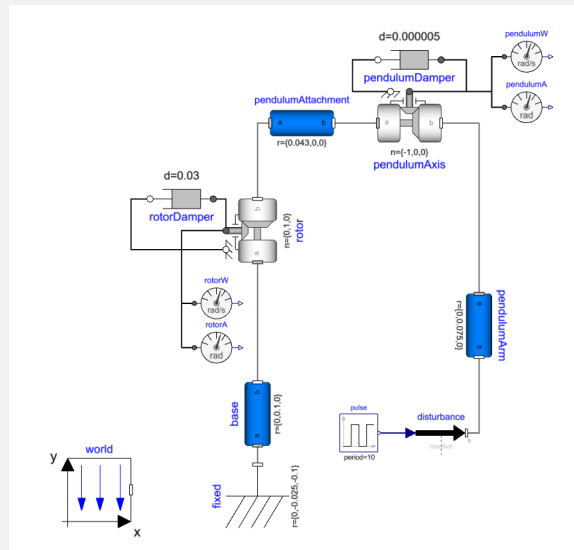 d=0.000005
pendulumDamper
pendulumW
rad/s
pendulumA
rad
pendulumAttachment
a
b
r={0.043,0,0}
a
b
n={-1,0,0}
pendulumAxis
d=0.03
rotorDamper
n={0,1,0}
rotor
rotorW
rad/s
rotorA
rad
r={0,0.075,0}
pendulumArm
base
r={0,0.1,0}
pulse
period=10
disturbance
resolve
b
world
y
x
fixed
r={0,-0.025,-0.1}